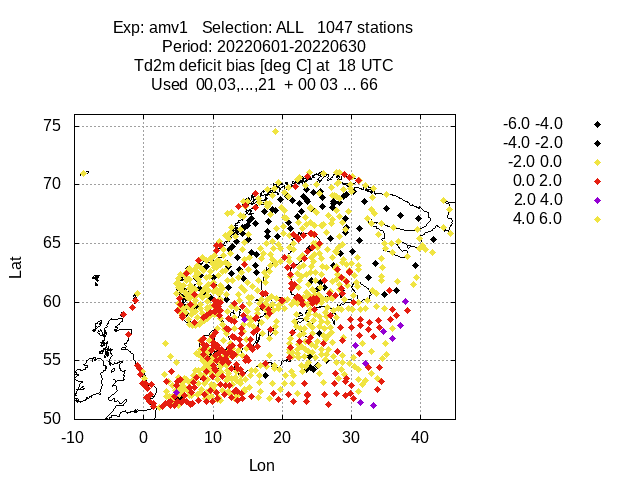 Exp: amv1   Selection: ALL   1047 stations
Period: 20220601-20220630
Td2m deficit bias [deg C] at  18 UTC
Used  00,03,...,21  + 00 03 ... 66
-6.0 -4.0
-4.0 -2.0
-2.0 0.0
0.0 2.0
2.0 4.0
4.0 6.0
75
70
65
60
55
50
Lat
-10 0 10 20 30 40
Lon